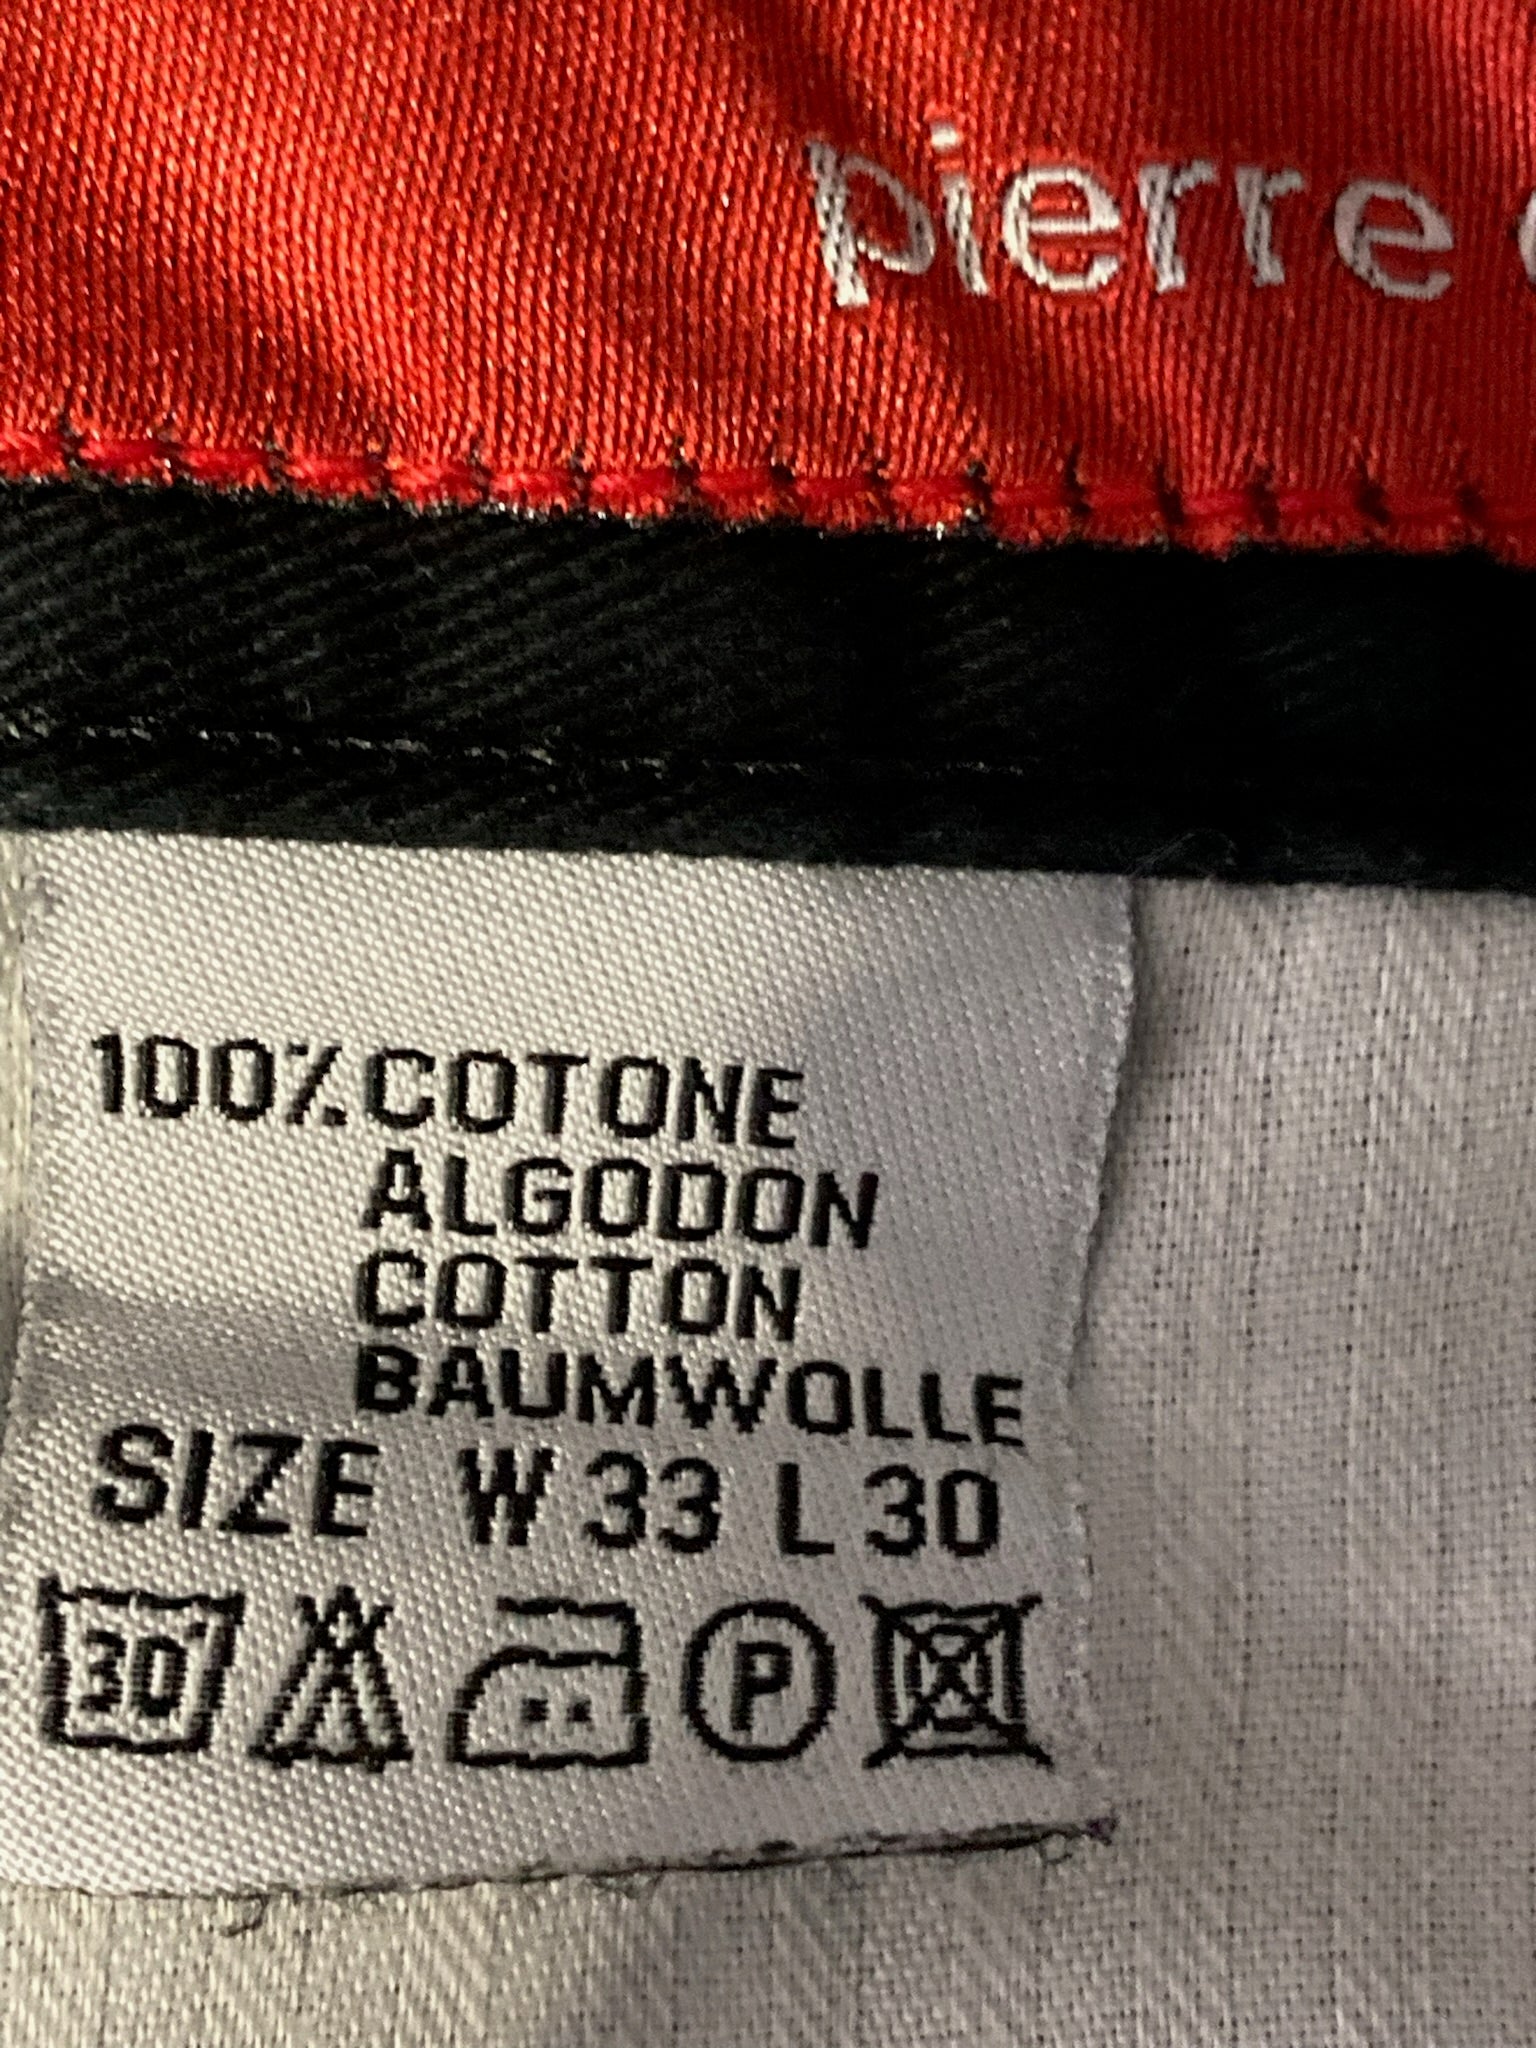 pierre
100% COTONE
ALGODON
COTTON
BAUMWOLLE
SIZE W 33 L 30
30°
P